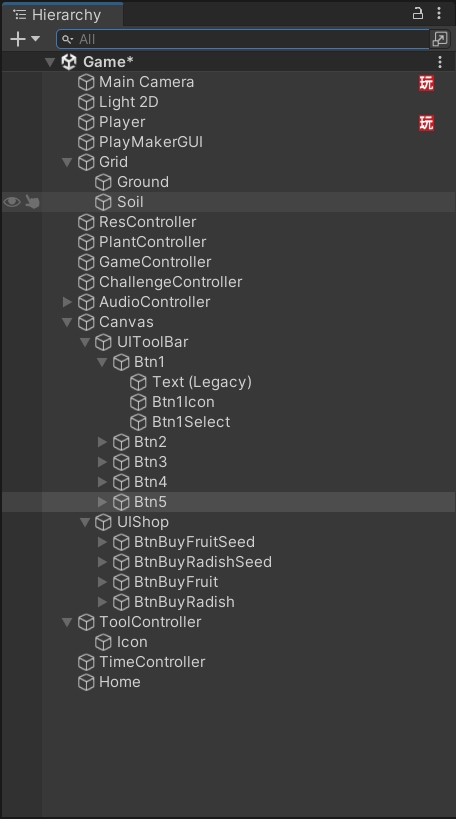 Hierarchy
All
Game*
Main Camera 玩
Light 2D
Player 玩
PlayMakerGUI
Grid
Ground
Soil
ResController
PlantController
GameController
ChallengeController
AudioController
Canvas
UIToolBar
Btn1
Text (Legacy)
Btn1Icon
Btn1Select
Btn2
Btn3
Btn4
Btn5
UIShop
BtnBuyFruitSeed
BtnBuyRadishSeed
BtnBuyFruit
BtnBuyRadish
ToolController
Icon
TimeController
Home